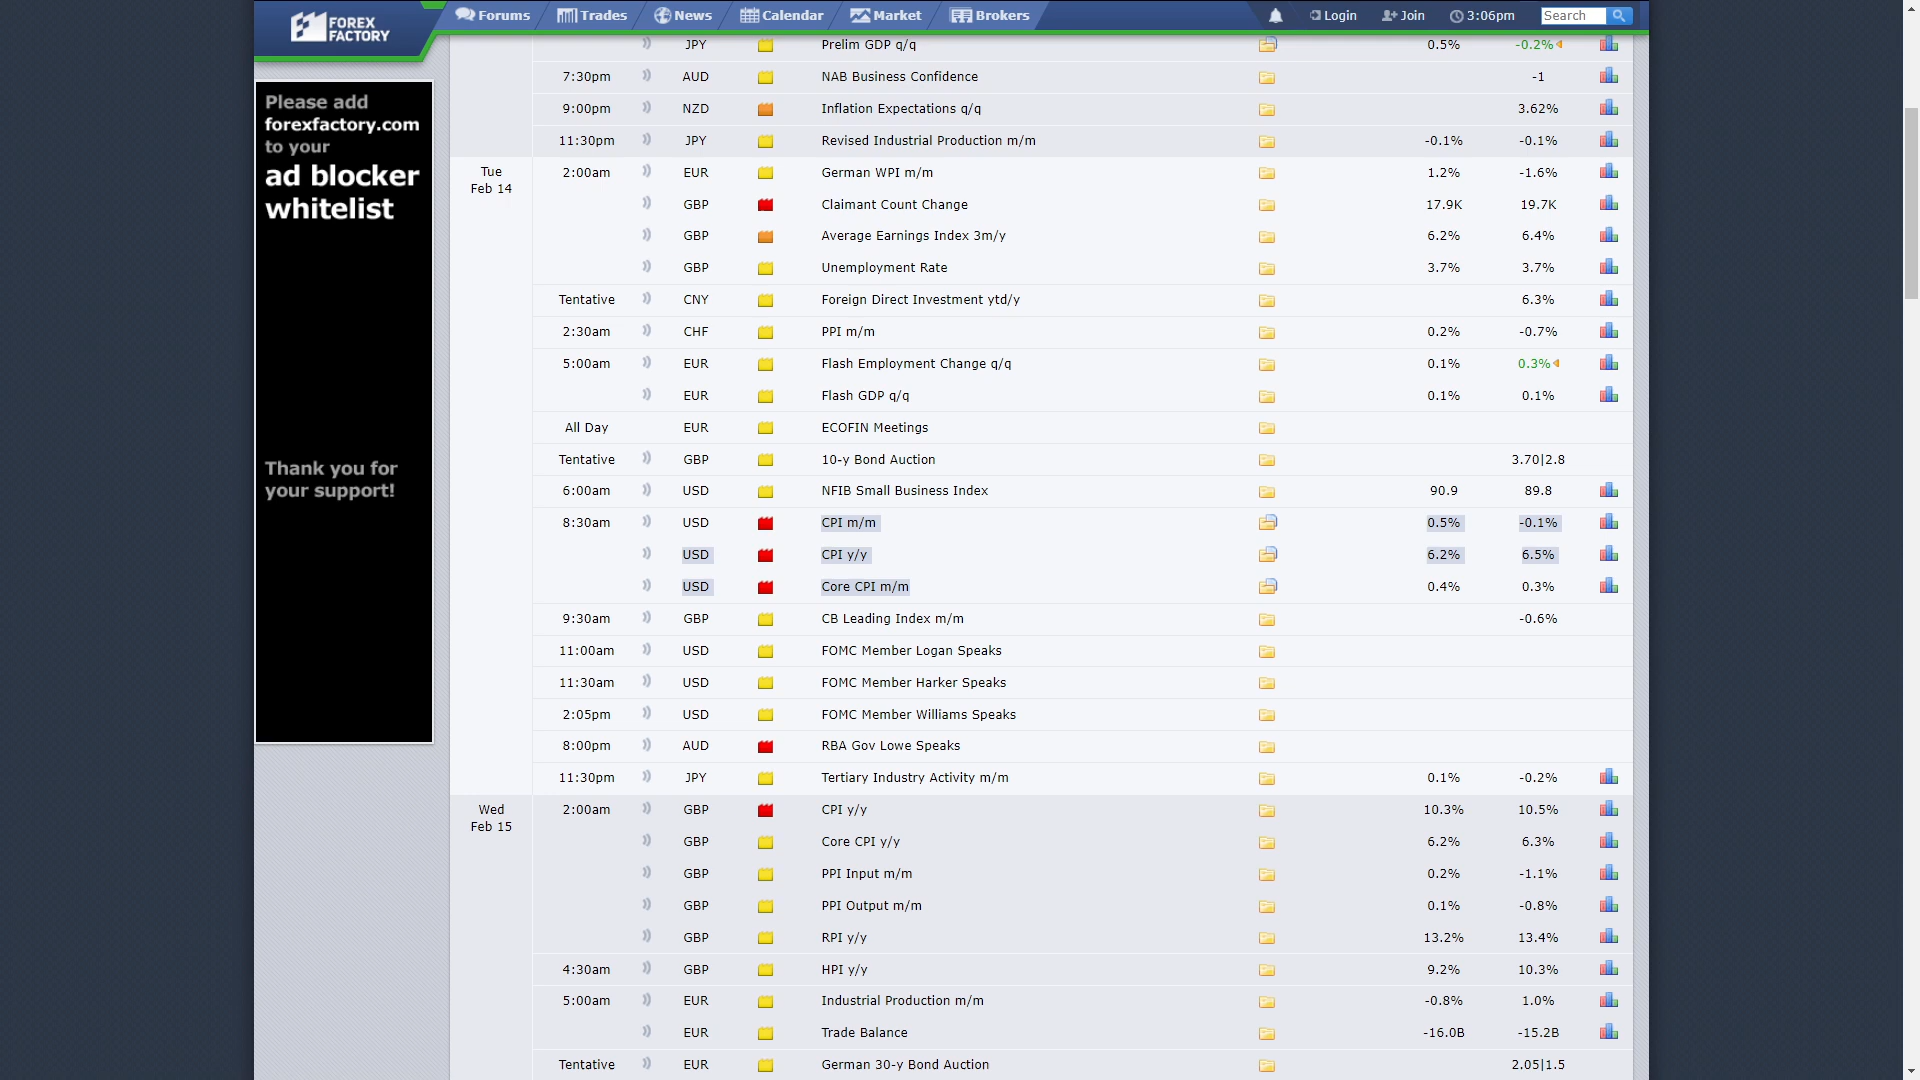 FOREX FACTORY
Forums Trades News Calendar Market Brokers Login Join 3:06pm Search
Please add
forexfactory.com
to your
ad blocker
whitelist
Thank you for
your support!
JPY Prelim GDP q/q 0.5% -0.2%
7:30pm AUD NAB Business Confidence -1
9:00pm NZD Inflation Expectations q/q 3.62%
11:30pm JPY Revised Industrial Production m/m -0.1% -0.1%
Tue Feb 14 2:00am EUR German WPI m/m 1.2% -1.6%
GBP Claimant Count Change 17.9K 19.7K
GBP Average Earnings Index 3m/y 6.2% 6.4%
GBP Unemployment Rate 3.7% 3.7%
Tentative CNY Foreign Direct Investment ytd/y 6.3%
2:30am CHF PPI m/m 0.2% -0.7%
5:00am EUR Flash Employment Change q/q 0.1% 0.3%
EUR Flash GDP q/q 0.1% 0.1%
All Day EUR ECOFIN Meetings
Tentative GBP 10-y Bond Auction 3.70|2.8
6:00am USD NFIB Small Business Index 90.9 89.8
8:30am USD CPI m/m 0.5% -0.1%
USD CPI y/y 6.2% 6.5%
USD Core CPI m/m 0.4% 0.3%
9:30am GBP CB Leading Index m/m -0.6%
11:00am USD FOMC Member Logan Speaks
11:30am USD FOMC Member Harker Speaks
2:05pm USD FOMC Member Williams Speaks
8:00pm AUD RBA Gov Lowe Speaks
11:30pm JPY Tertiary Industry Activity m/m 0.1% -0.2%
Wed Feb 15 2:00am GBP CPI y/y 10.3% 10.5%
GBP Core CPI y/y 6.2% 6.3%
GBP PPI Input m/m 0.2% -1.1%
GBP PPI Output m/m 0.1% -0.8%
GBP RPI y/y 13.2% 13.4%
4:30am GBP HPI y/y 9.2% 10.3%
5:00am EUR Industrial Production m/m -0.8% 1.0%
EUR Trade Balance -16.0B -15.2B
Tentative EUR German 30-y Bond Auction 2.05|1.5